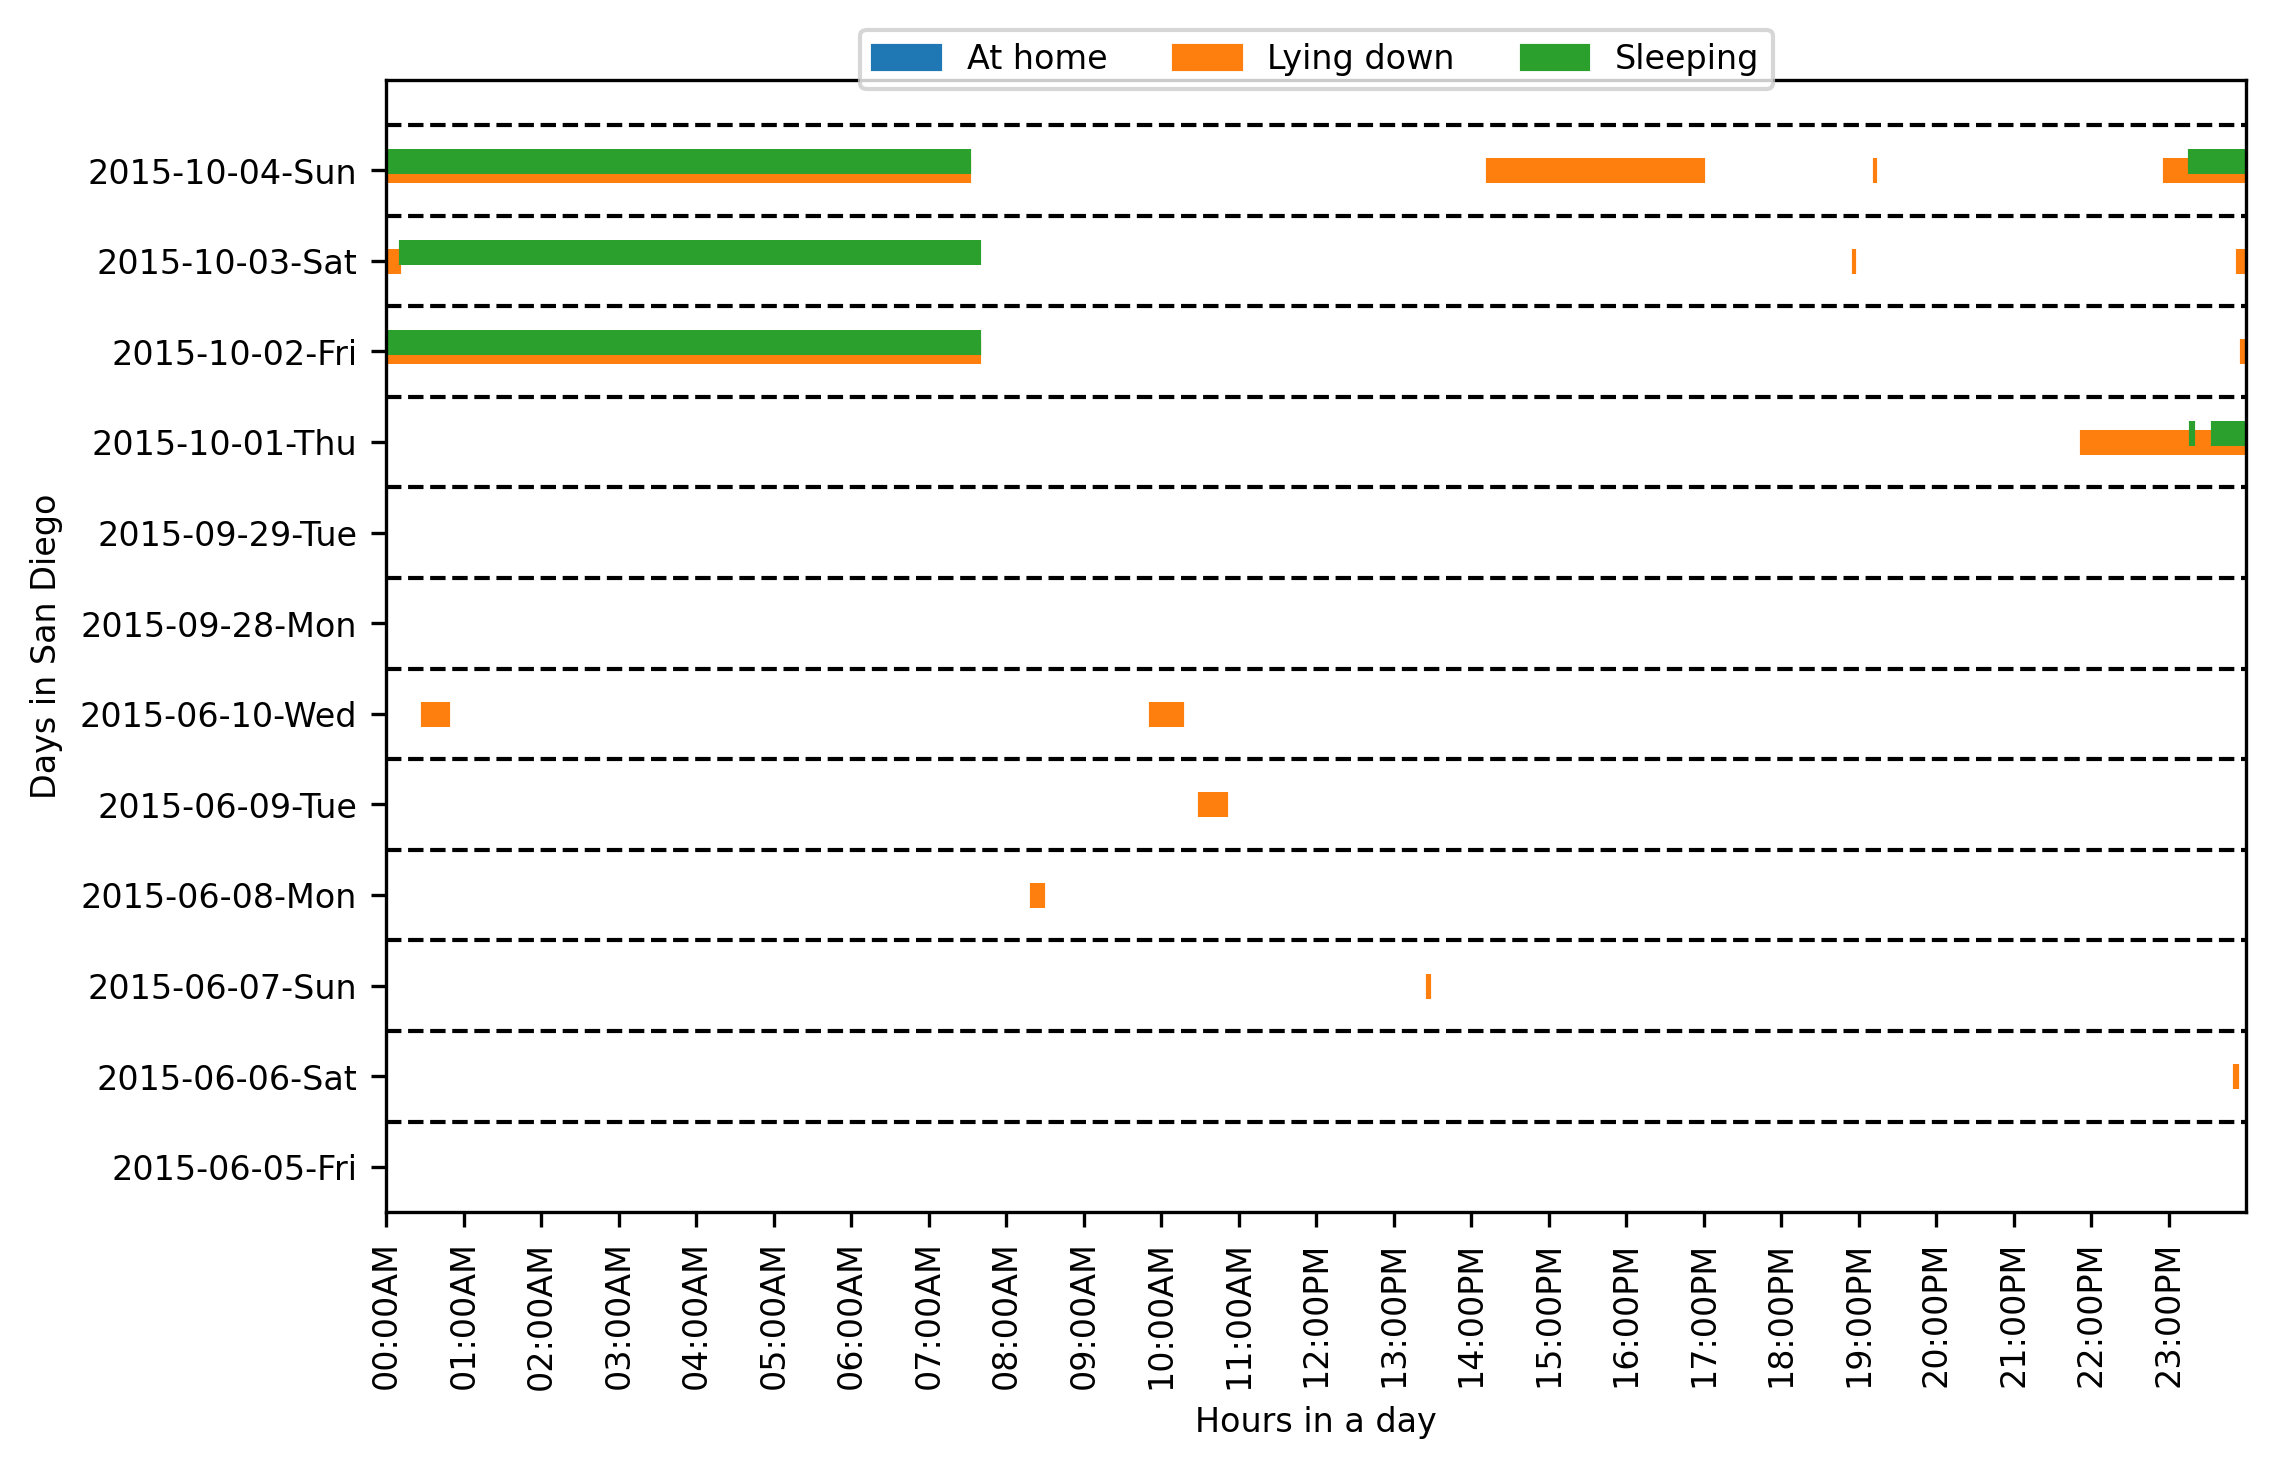 At home Lying down Sleeping
2015-10-04-Sun
2015-10-03-Sat
2015-10-02-Fri
2015-10-01-Thu
2015-09-29-Tue
2015-09-28-Mon
2015-06-10-Wed
2015-06-09-Tue
2015-06-08-Mon
2015-06-07-Sun
2015-06-06-Sat
2015-06-05-Fri
Days in San Diego
00:00AM
01:00AM
02:00AM
03:00AM
04:00AM
05:00AM
06:00AM
07:00AM
08:00AM
09:00AM
10:00AM
11:00AM
12:00PM
13:00PM
14:00PM
15:00PM
16:00PM
17:00PM
18:00PM
19:00PM
20:00PM
21:00PM
22:00PM
23:00PM
Hours in a day